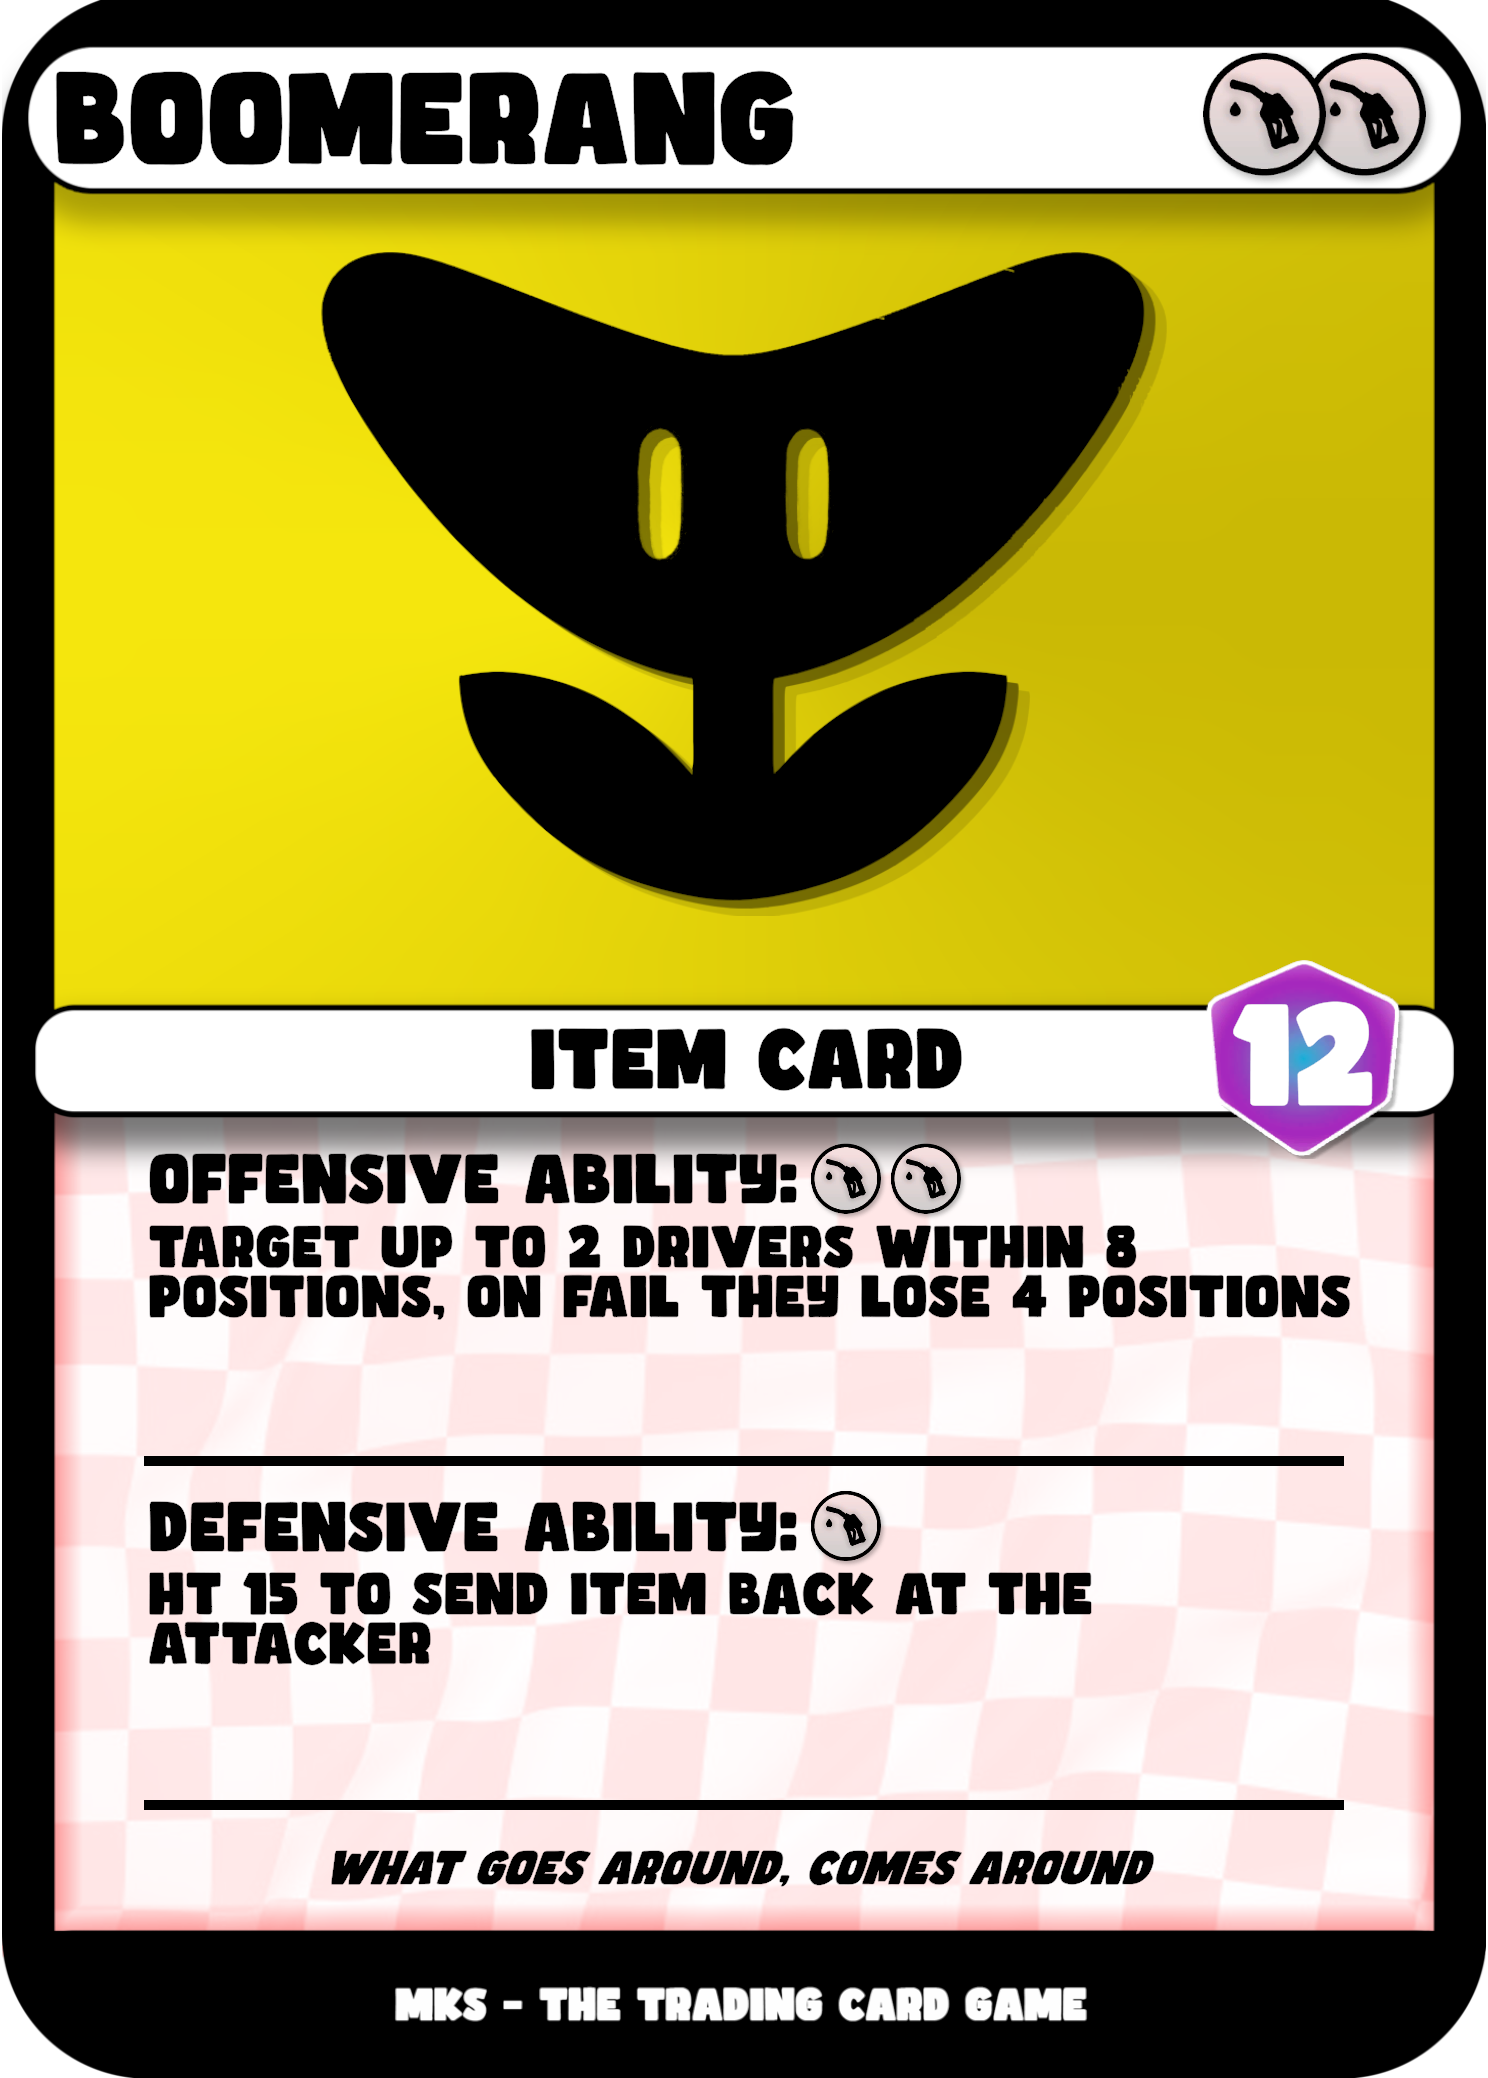 BOOMERANG
ITEM CARD
12
OFFENSIVE ABILITY:
TARGET UP TO 2 DRIVERS WITHIN 8
POSITIONS, ON FAIL THEY LOSE 4 POSITIONS
DEFENSIVE ABILITY:
HT 15 TO SEND ITEM BACK AT THE
ATTACKER
WHAT GOES AROUND, COMES AROUND
MKS - THE TRADING CARD GAME